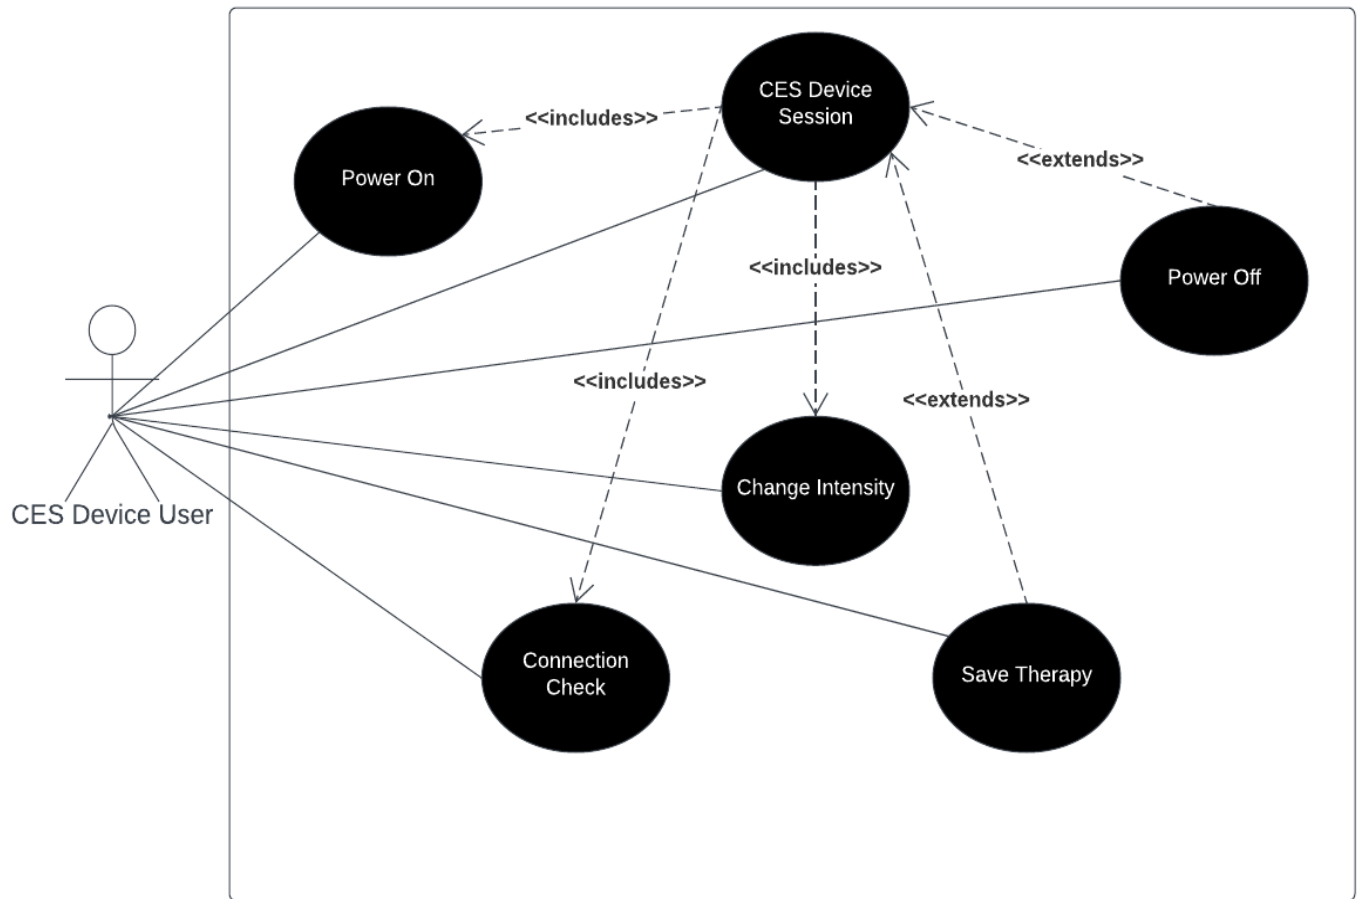 CES Device
Session
<<includes>>
Power On
<<extends>>
Power Off
<<includes>>
<<includes>>
<<extends>>
Change Intensity
CES Device User
Connection
Check
Save Therapy